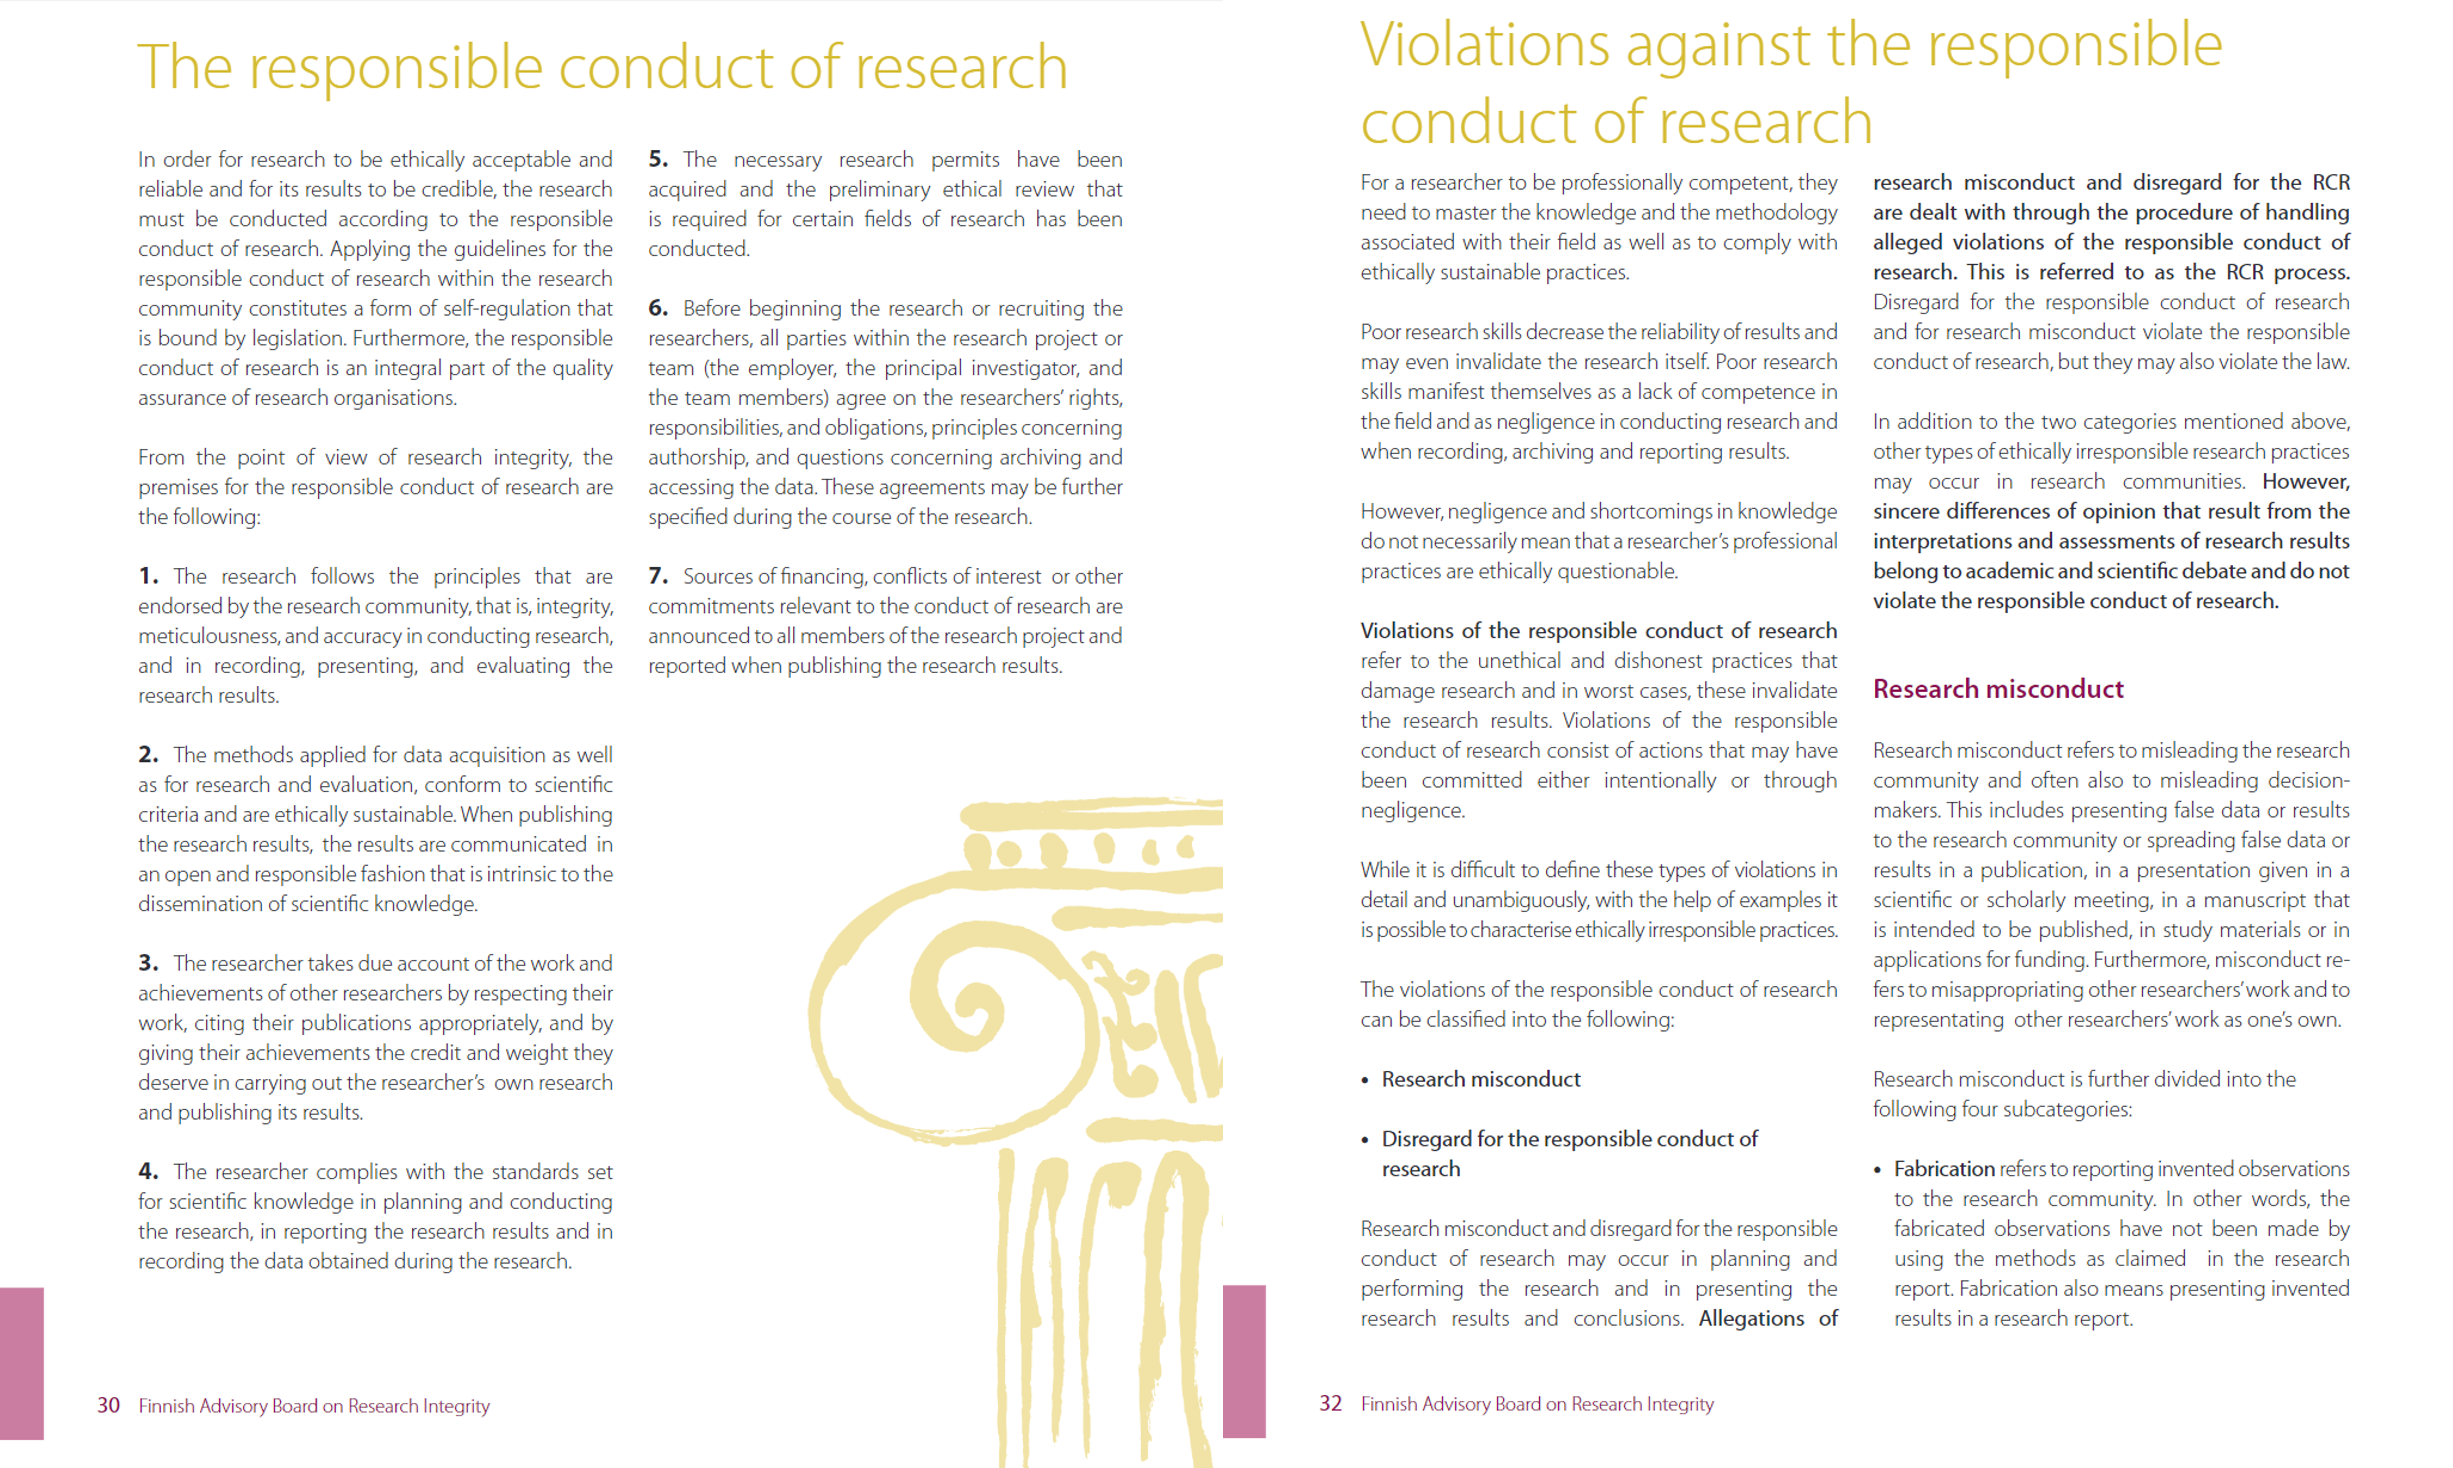 The responsible conduct of research
In order for research to be ethically acceptable and
reliable and for its results to be credible, the research
must be conducted according to the responsible
conduct of research. Applying the guidelines for the
responsible conduct of research within the research
community constitutes a form of self-regulation that
is bound by legislation. Furthermore, the responsible
conduct of research is an integral part of the quality
assurance of research organisations.
From the point of view of research integrity, the
premises for the responsible conduct of research are
the following:
1. The research follows the principles that are
endorsed by the research community, that is, integrity,
meticulousness, and accuracy in conducting research,
and in recording, presenting, and evaluating the
research results.
2. The methods applied for data acquisition as well
as for research and evaluation, conform to scientific
criteria and are ethically sustainable. When publishing
the research results, the results are communicated in
an open and responsible fashion that is intrinsic to the
dissemination of scientific knowledge.
3. The researcher takes due account of the work and
achievements of other researchers by respecting their
work, citing their publications appropriately, and by
giving their achievements the credit and weight they
deserve in carrying out the researcher's own research
and publishing its results.
4. The researcher complies with the standards set
for scientific knowledge in planning and conducting
the research, in reporting the research results and in
recording the data obtained during the research.
5. The necessary research permits have been
acquired and the preliminary ethical review that
is required for certain fields of research has been
conducted.
6. Before beginning the research or recruiting the
researchers, all parties within the research project or
team (the employer, the principal investigator, and
the team members) agree on the researchers' rights,
responsibilities, and obligations, principles concerning
authorship, and questions concerning archiving and
accessing the data. These agreements may be further
specified during the course of the research.
7. Sources of financing, conflicts of interest or other
commitments relevant to the conduct of research are
announced to all members of the research project and
reported when publishing the research results.
30 Finnish Advisory Board on Research Integrity
Violations against the responsible
conduct of research
For a researcher to be professionally competent, they
need to master the knowledge and the methodology
associated with their field as well as to comply with
ethically sustainable practices.
Poor research skills decrease the reliability of results and
may even invalidate the research itself. Poor research
skills manifest themselves as a lack of competence in
the field and as negligence in conducting research and
when recording, archiving and reporting results.
However, negligence and shortcomings in knowledge
do not necessarily mean that a researcher's professional
practices are ethically questionable.
Violations of the responsible conduct of research
refer to the unethical and dishonest practices that
damage research and in worst cases, these invalidate
the research results. Violations of the responsible
conduct of research consist of actions that may have
been committed either intentionally or through
negligence.
While it is difficult to define these types of violations in
detail and unambiguously, with the help of examples it
is possible to characterise ethically irresponsible practices.
The violations of the responsible conduct of research
can be classified into the following:
• Research misconduct
• Disregard for the responsible conduct of
research
Research misconduct and disregard for the responsible
conduct of research may occur in planning and
performing the research and in presenting the
research results and conclusions. Allegations of
research misconduct and disregard for the RCR
are dealt with through the procedure of handling
alleged violations of the responsible conduct of
research. This is referred to as the RCR process.
Disregard for the responsible conduct of research
and for research misconduct violate the responsible
conduct of research, but they may also violate the law.
In addition to the two categories mentioned above,
other types of ethically irresponsible research practices
may occur in research communities. However,
sincere differences of opinion that result from the
interpretations and assessments of research results
belong to academic and scientific debate and do not
violate the responsible conduct of research.
Research misconduct
Research misconduct refers to misleading the research
community and often also to misleading decision-
makers. This includes presenting false data or results
to the research community or spreading false data or
results in a publication, in a presentation given in a
scientific or scholarly meeting, in a manuscript that
is intended to be published, in study materials or in
applications for funding. Furthermore, misconduct re-
fers to misappropriating other researchers' work and to
representating other researchers' work as one's own.
Research misconduct is further divided into the
following four subcategories:
• Fabrication refers to reporting invented observations
to the research community. In other words, the
fabricated observations have not been made by
using the methods as claimed in the research
report. Fabrication also means presenting invented
results in a research report.
32 Finnish Advisory Board on Research Integrity